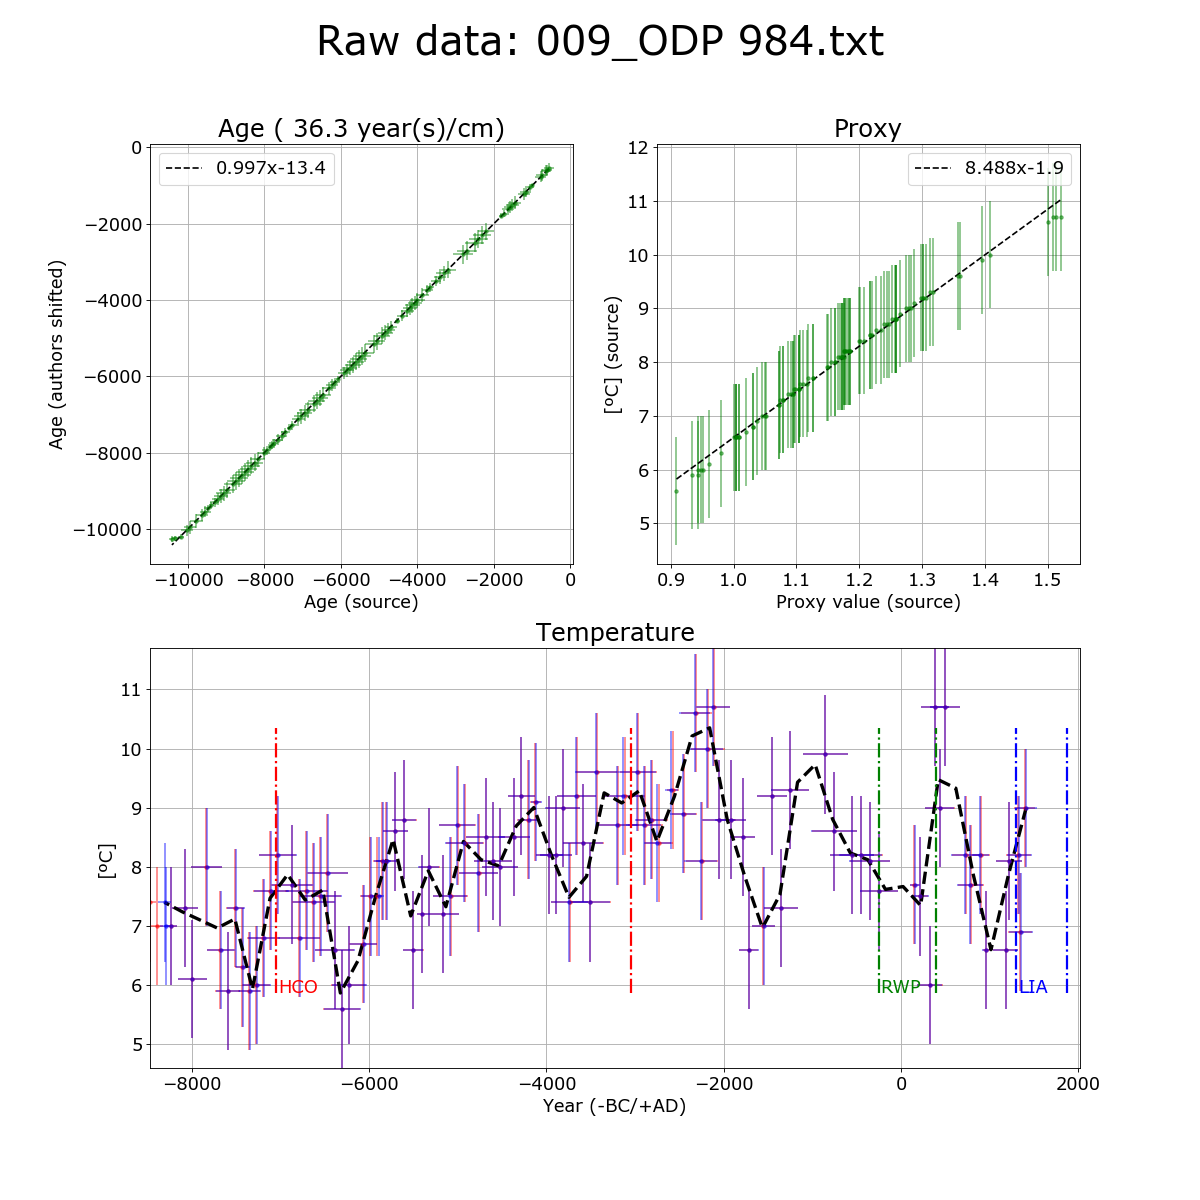 Raw data: 009_ODP 984.txt
Age ( 36.3 year(s)/cm)
0.997x-13.4
0
−2000
−4000
−6000
−8000
−10000
Age (authors shifted)
−10000 −8000 −6000 −4000 −2000 0
Age (source)
Proxy
8.488x-1.9
12
11
10
9
8
7
6
5
[ºC] (source)
0.9 1.0 1.1 1.2 1.3 1.4 1.5
Proxy value (source)
Temperature
11
10
9
8
7
6
5
[ºC]
HCO RWP LIA
−8000 −6000 −4000 −2000 0 2000
Year (-BC/+AD)